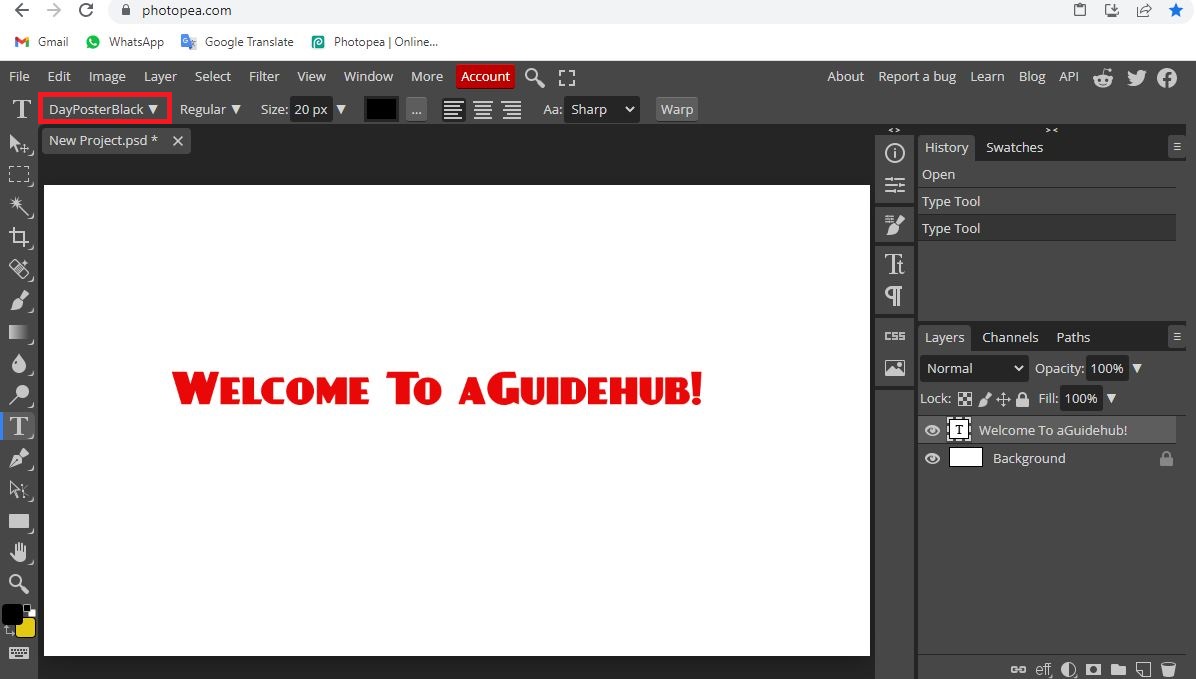 photopea.com
Gmail WhatsApp Google Translate Photopea | Online...
File Edit Image Layer Select Filter View Window More Account About Report a bug Learn Blog API
T DayPosterBlack ▼ Regular ▼ Size: 20 px ▼ ... Aa: Sharp Warp
New Project.psd * ✕
< > > <
History Swatches
Open
Type Tool
Type Tool
Tt
¶
CSS
Welcome To aGuidehub!
Layers Channels Paths
Normal Opacity: 100% ▼
Lock: Fill: 100% ▼
T Welcome To aGuidehub!
Background
T
eff